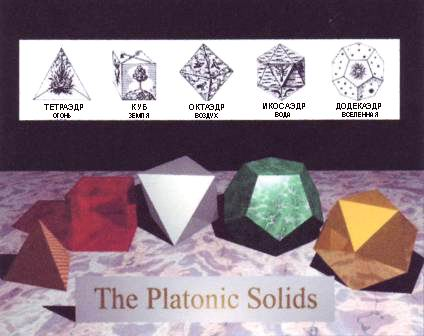 ТЕТРАЭДР КУБ ОКТАЭДР ИКОСАЭДР ДОДЕКАЭДР
ОГОНЬ ЗЕМЛЯ ВОЗДУХ ВОДА ВСЕЛЕННАЯ
The Platonic Solids